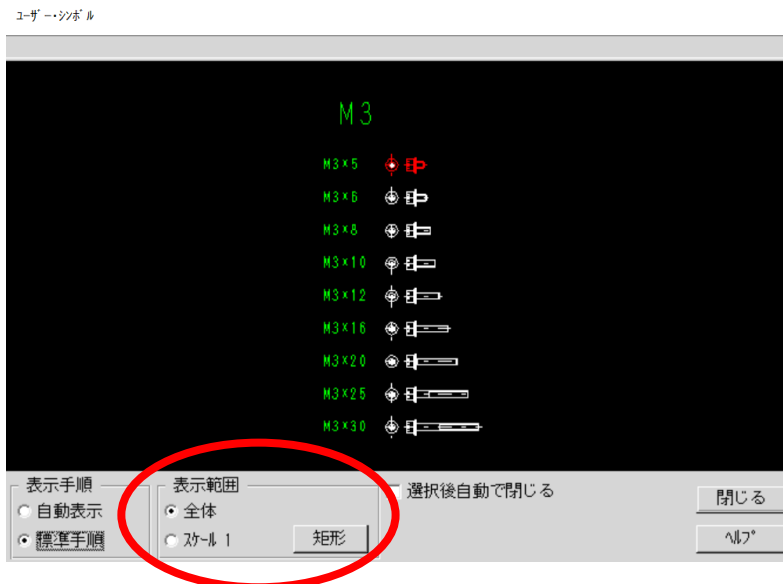 ﾕｰｻﾞｰ・ｼﾝﾎﾞﾙ
M3
M3×5
M3×6
M3×8
M3×10
M3×12
M3×16
M3×20
M3×25
M3×30
表示手順
自動表示
標準手順
表示範囲
全体
ｽｹｰﾙ 1
矩形
選択後自動で閉じる
閉じる
ﾍﾙﾌﾟ